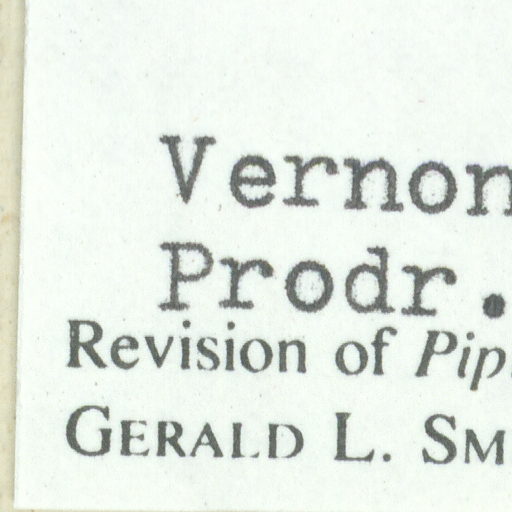 Vernon
Prodr.
Revision of Pip
GERALD L. SM